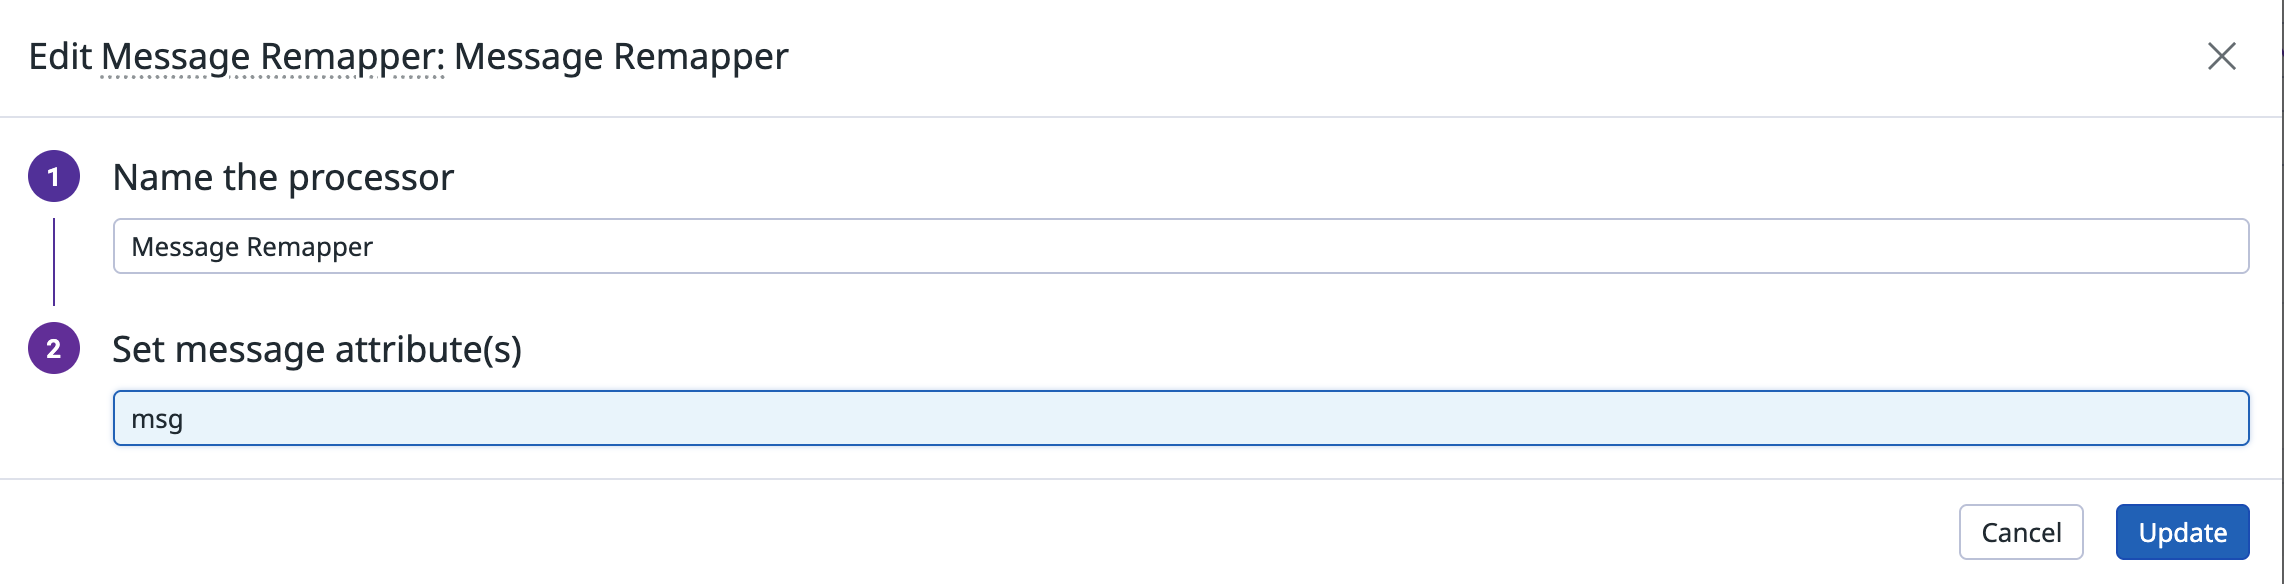 Edit Message Remapper: Message Remapper
1 Name the processor
Message Remapper
2 Set message attribute(s)
msg
Cancel Update